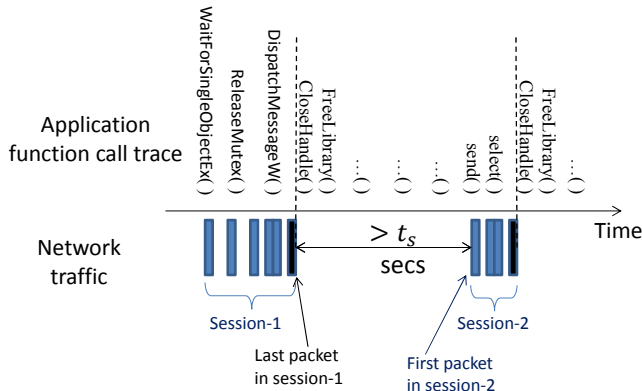 WaitForSingleObjectEx()
ReleaseMutex()
DispatchMessageW()
CloseHandle()
FreeLibrary()
...()
...()
...()
send()
select()
CloseHandle()
FreeLibrary()
...()
Application
function call trace
Time
Network
traffic
> tₛ
secs
Session-1
Session-2
Last packet
in session-1
First packet
in session-2